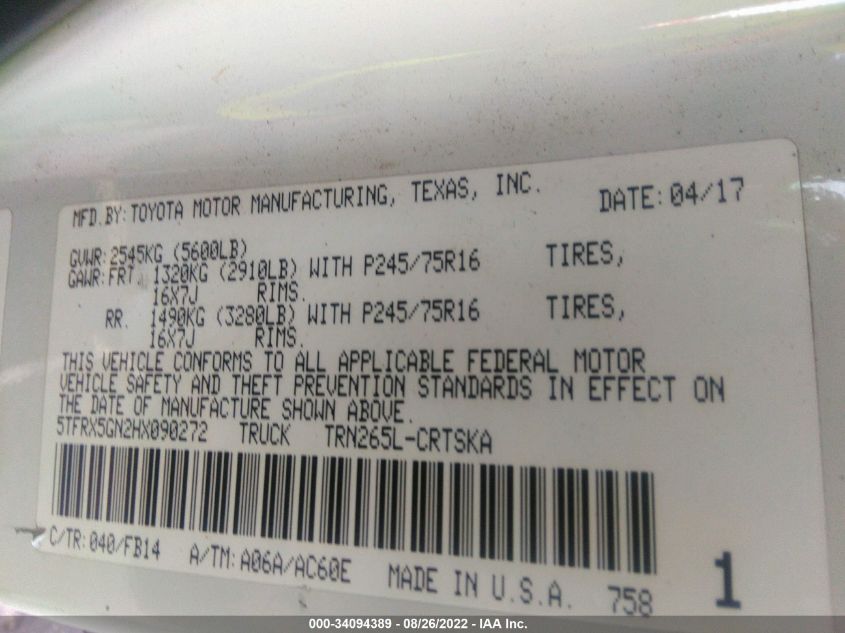 MFD.BY:TOYOTA MOTOR MANUFACTURING, TEXAS, INC. DATE:04/17
GVWR:2545KG (5600LB)
GAWR:FRT. 1320KG (2910LB) WITH P245/75R16 TIRES,
16X7J RIMS.
RR. 1490KG (3280LB) WITH P245/75R16 TIRES,
16X7J RIMS.
THIS VEHICLE CONFORMS TO ALL APPLICABLE FEDERAL MOTOR
VEHICLE SAFETY AND THEFT PREVENTION STANDARDS IN EFFECT ON
THE DATE OF MANUFACTURE SHOWN ABOVE.
5TFRX5GN2HX090272 TRUCK TRN265L-CRTSKA
C/TR:040/FB14 A/TM:A06A/AC60E MADE IN U.S.A. 758 1
000-34094389 - 08/26/2022 - IAA Inc.